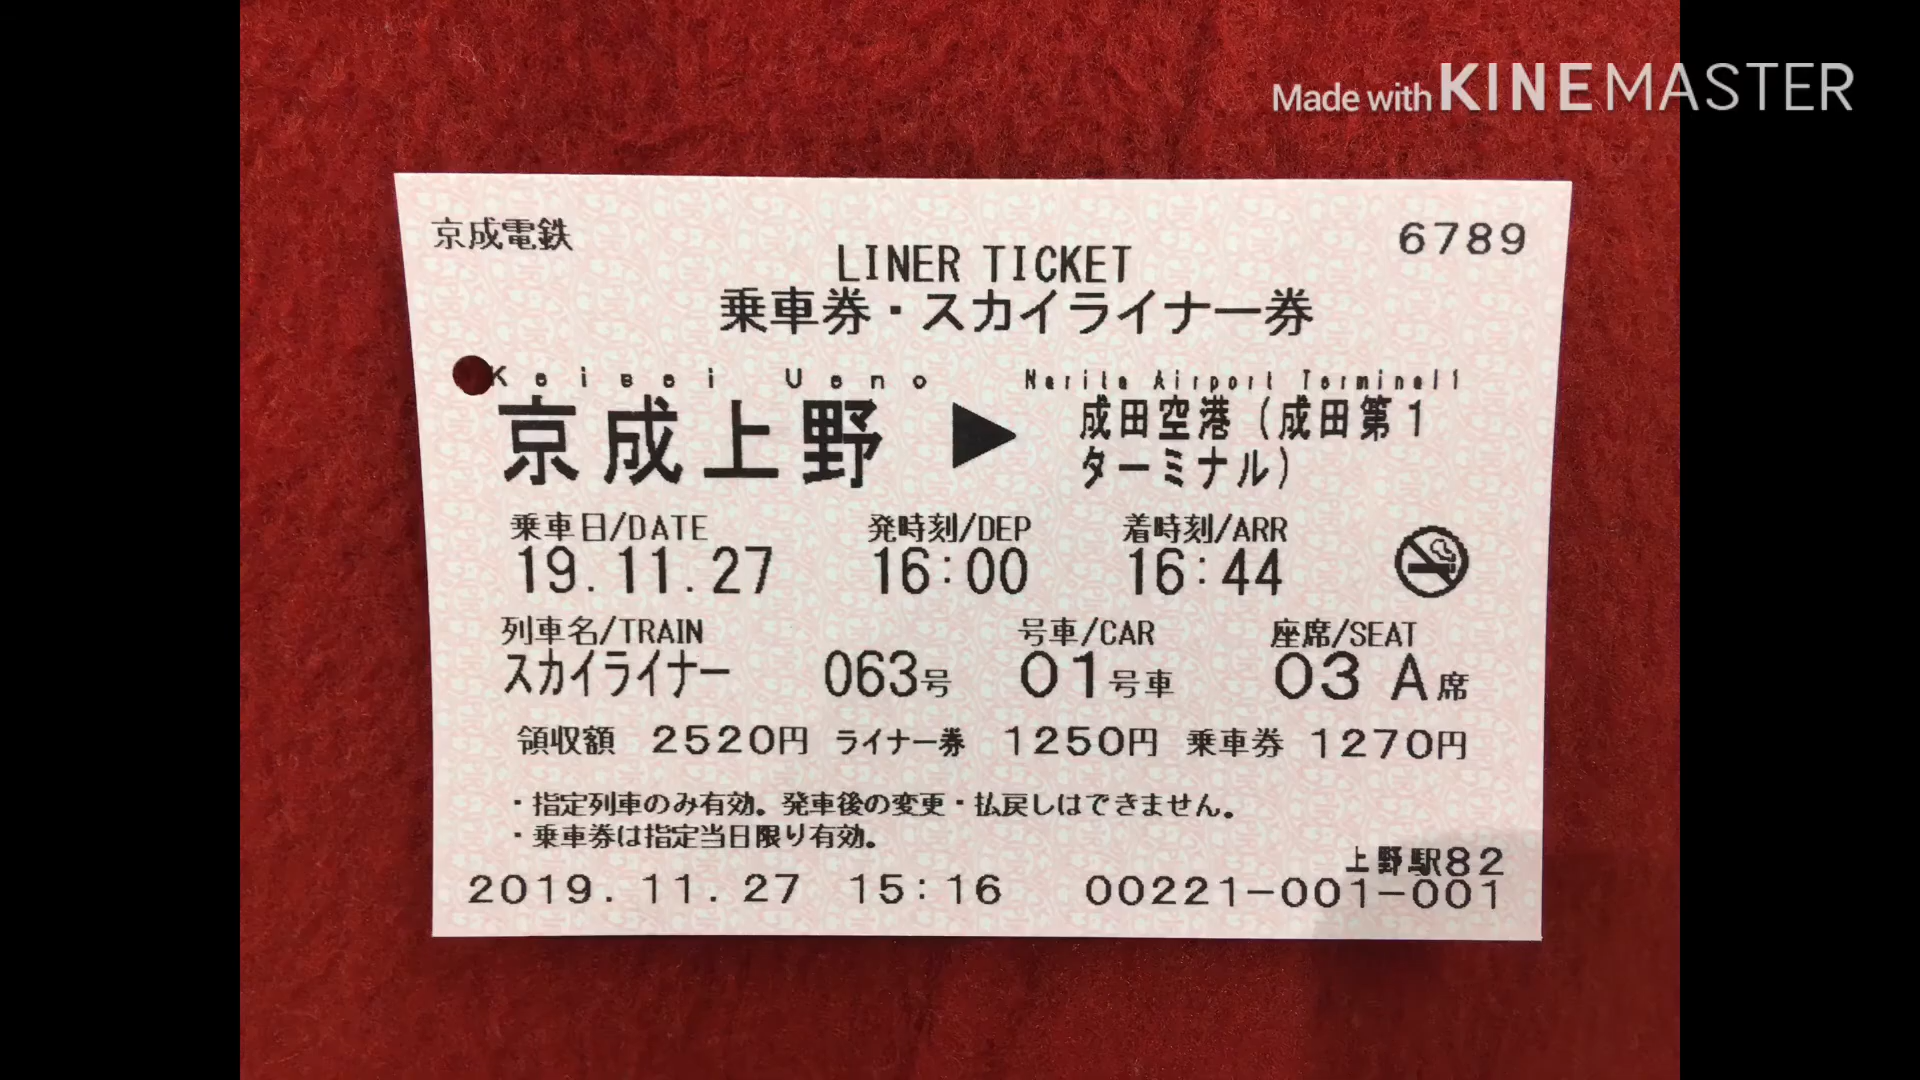 Made with KINEMASTER
京成電鉄 6789
LINER TICKET
乗車券・スカイライナー券
Keisei Ueno Narita Airport Terminal1
京成上野 ▶ 成田空港(成田第1
ターミナル)
乗車日/DATE 発時刻/DEP 着時刻/ARR
19.11.27 16:00 16:44
列車名/TRAIN 号車/CAR 座席/SEAT
スカイライナー 063号 01号車 03 A席
領収額 2520円 ライナー券 1250円 乗車券 1270円
・指定列車のみ有効。発車後の変更・払戻しはできません。
・乗車券は指定当日限り有効。
上野駅82
2019.11.27 15:16 00221-001-001